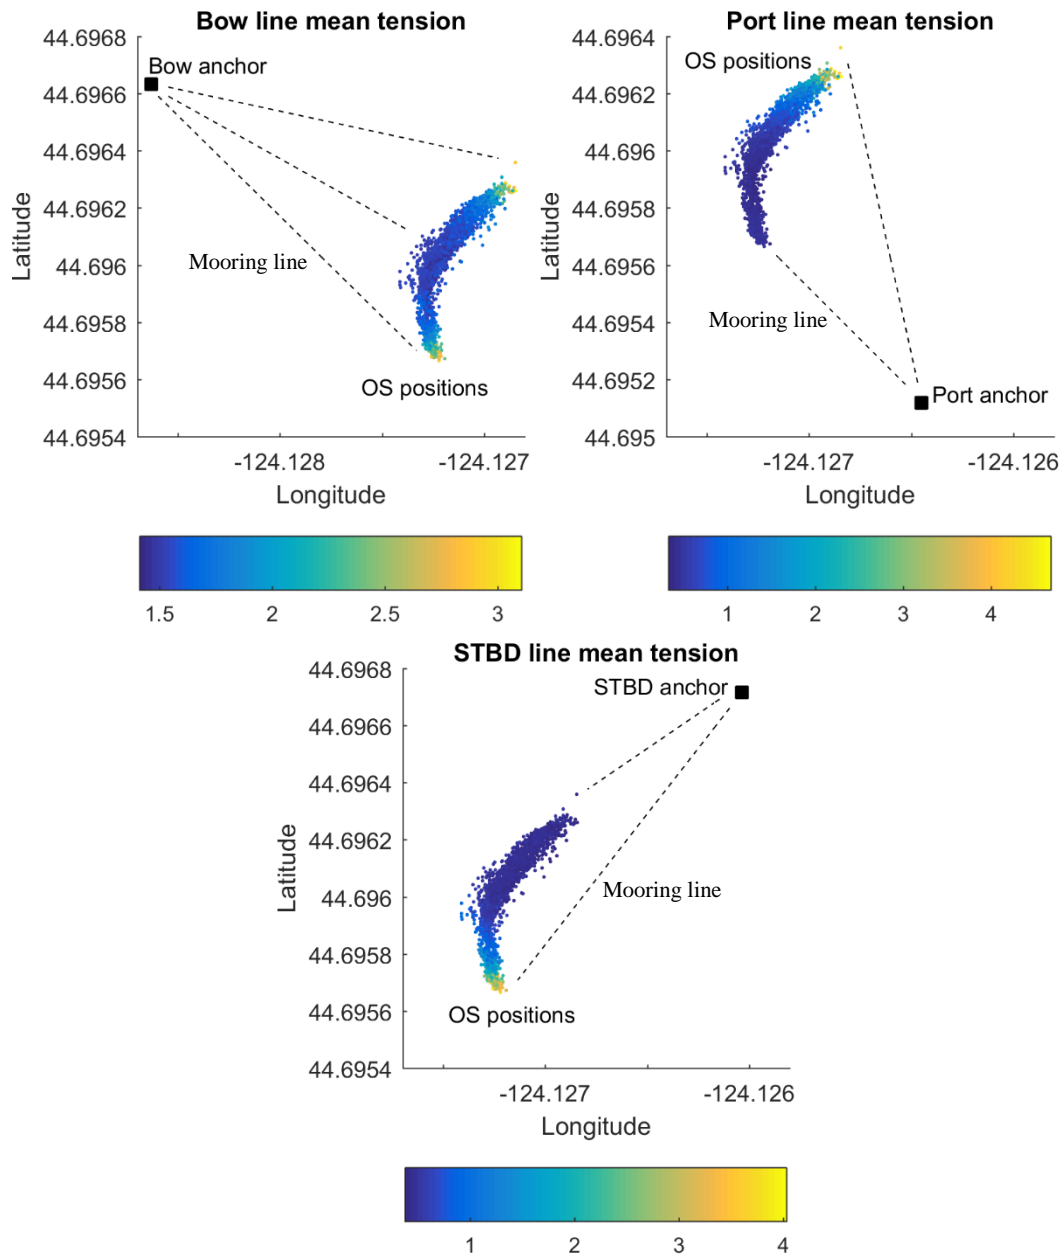 Bow line mean tension
44.6968
44.6966
44.6964
44.6962
44.696
44.6958
44.6956
44.6954
Latitude
Bow anchor
Mooring line
OS positions
-124.128
-124.127
Longitude
1.5
2
2.5
3
Port line mean tension
44.6964
44.6962
44.696
44.6958
44.6956
44.6954
44.6952
44.695
Latitude
OS positions
Mooring line
Port anchor
-124.127
-124.126
Longitude
1
2
3
4
STBD line mean tension
44.6968
44.6966
44.6964
44.6962
44.696
44.6958
44.6956
44.6954
Latitude
STBD anchor
Mooring line
OS positions
-124.127
-124.126
Longitude
1
2
3
4